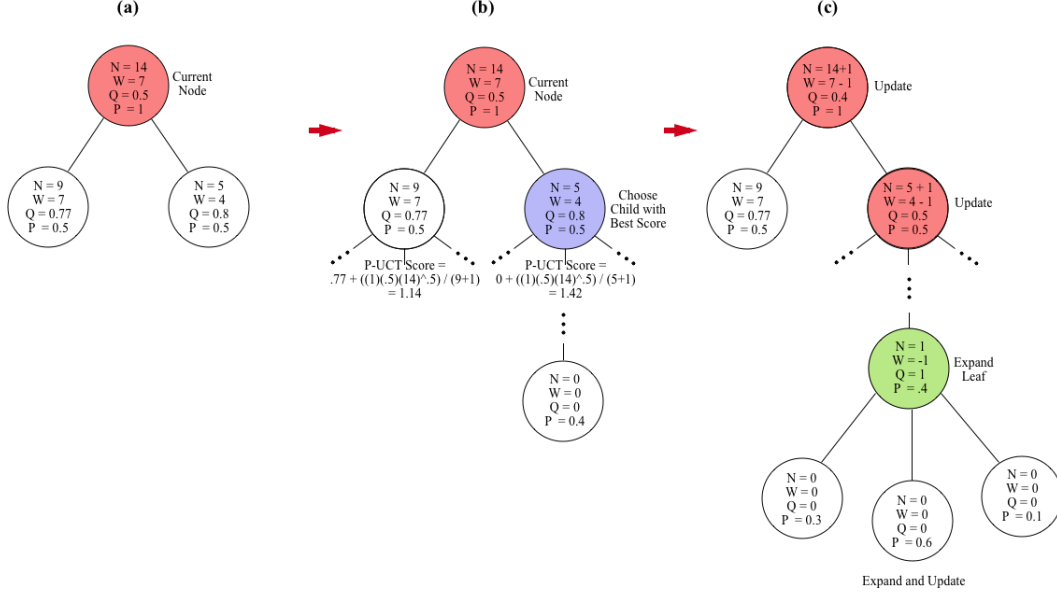 (a)
N = 14
W = 7
Q = 0.5
P = 1
Current
Node
N = 9
W = 7
Q = 0.77
P = 0.5
N = 5
W = 4
Q = 0.8
P = 0.5
(b)
N = 14
W = 7
Q = 0.5
P = 1
Current
Node
N = 9
W = 7
Q = 0.77
P = 0.5
N = 5
W = 4
Q = 0.8
P = 0.5
Choose
Child with
Best Score
P-UCT Score =
.77 + ((1)(.5)(14)^.5) / (9+1)
= 1.14
P-UCT Score =
0 + ((1)(.5)(14)^.5) / (5+1)
= 1.42
N = 0
W = 0
Q = 0
P = 0.4
(c)
N = 14+1
W = 7 - 1
Q = 0.4
P = 1
Update
N = 9
W = 7
Q = 0.77
P = 0.5
N = 5 + 1
W = 4 - 1
Q = 0.5
P = 0.5
Update
N = 1
W = -1
Q = 1
P = .4
Expand
Leaf
N = 0
W = 0
Q = 0
P = 0.3
N = 0
W = 0
Q = 0
P = 0.6
N = 0
W = 0
Q = 0
P = 0.1
Expand and Update